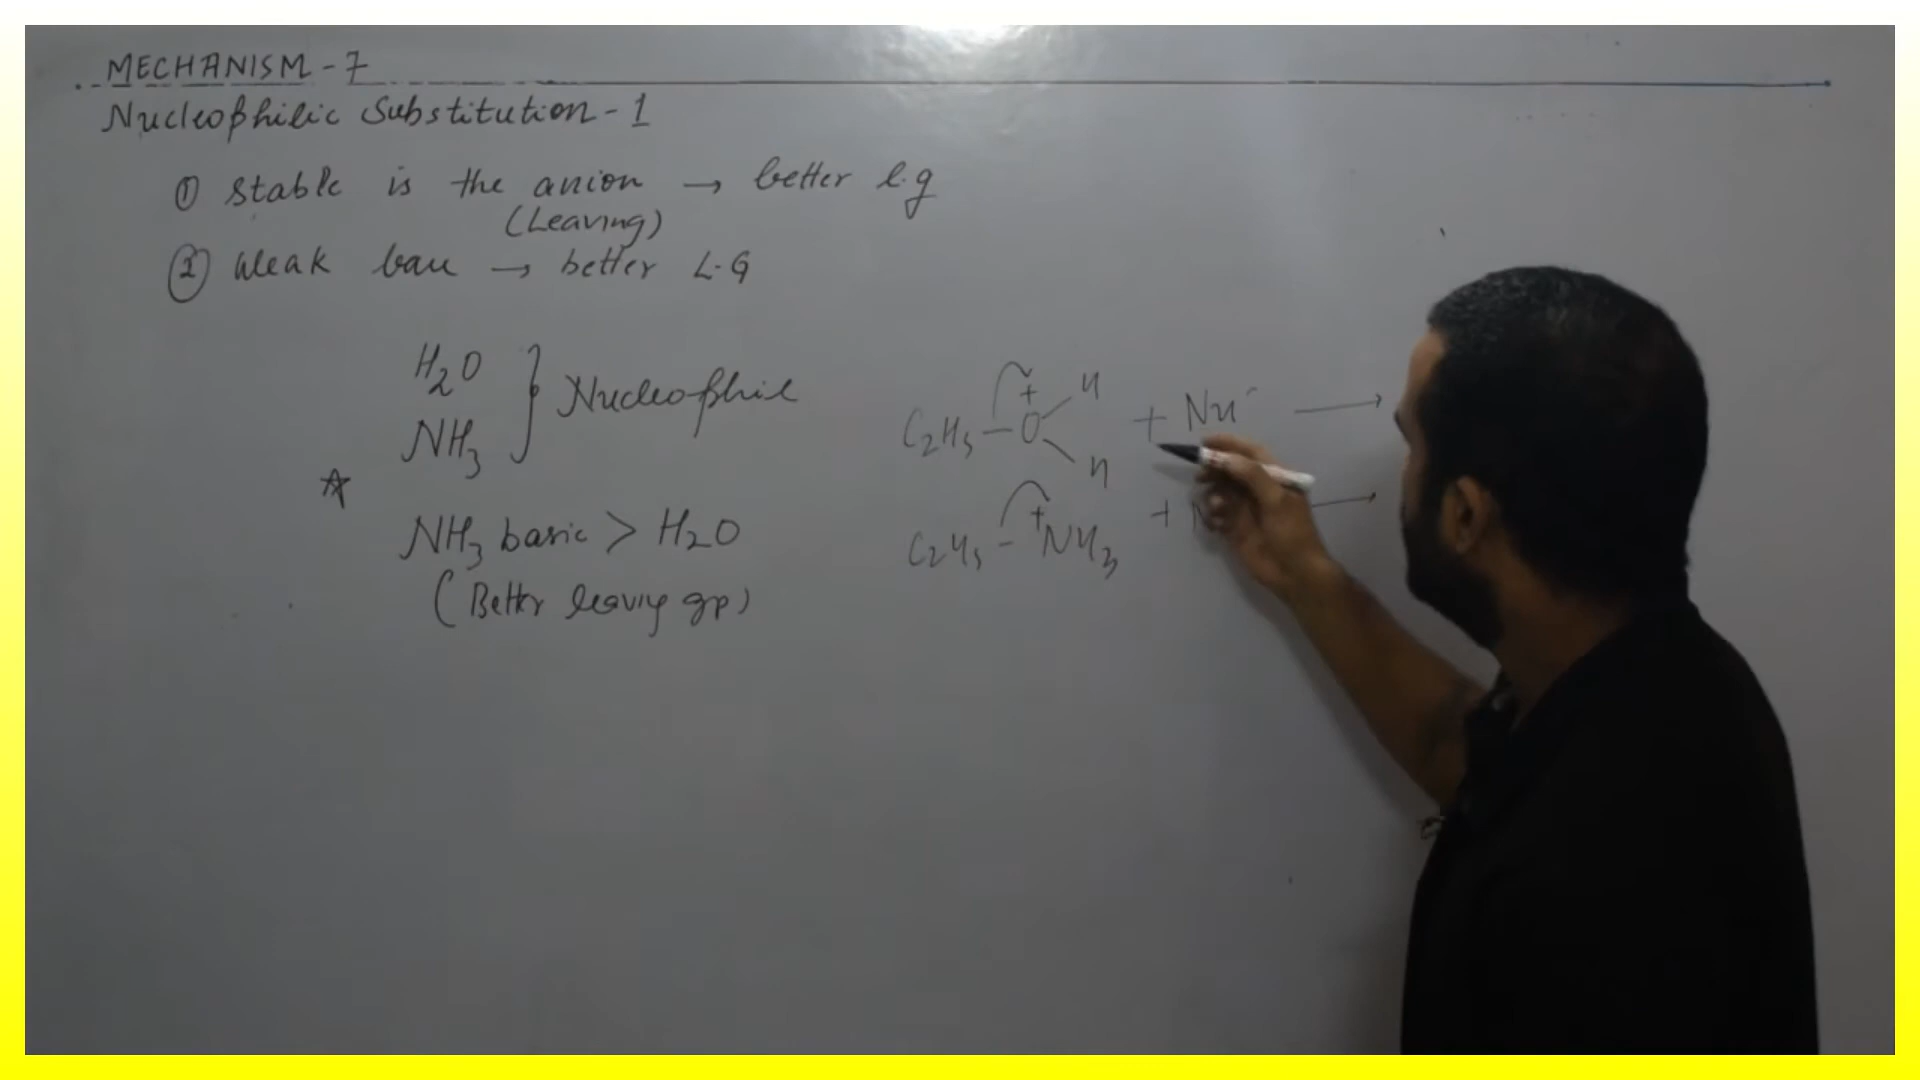 MECHANISM - 7
Nucleophilic Substitution - 1
① Stable is the anion → better l.g
(Leaving)
② Weak base → better L.G
H2O
NH3
} Nucleophile
☆
NH3 basic > H2O
(Better leaving gp)
C2H5 - O+ H H + Nu- →
C2H5 - +NH3 + N →